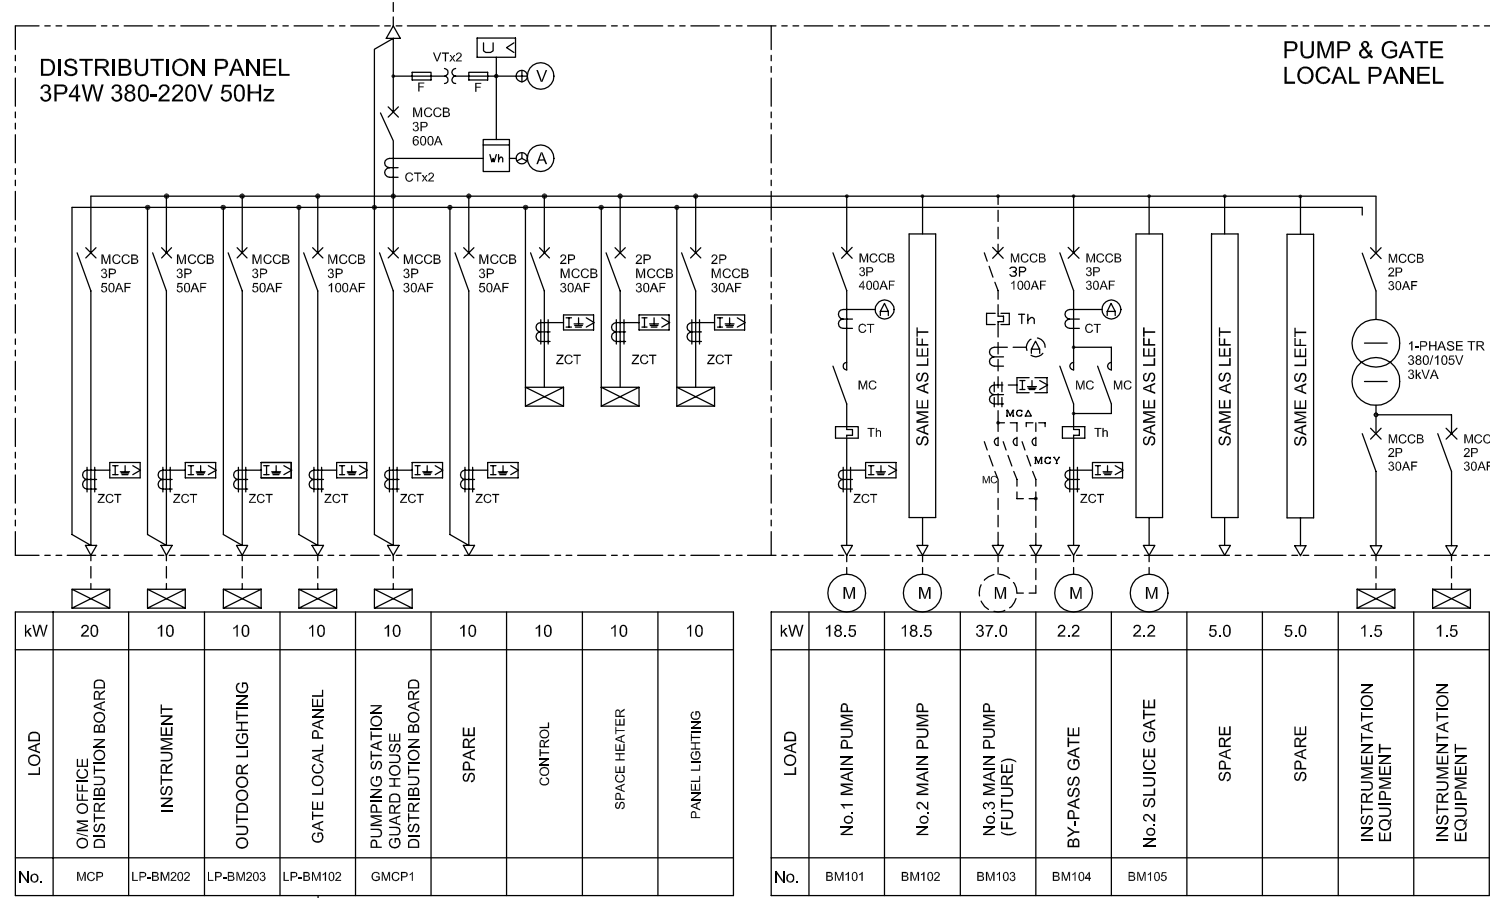 DISTRIBUTION PANEL
3P4W 380-220V 50Hz
PUMP & GATE
LOCAL PANEL
U <
VTx2
F
F
V
MCCB
3P
600A
Wh
A
CTx2
MCCB
3P
50AF
MCCB
3P
50AF
MCCB
3P
50AF
MCCB
3P
100AF
MCCB
3P
30AF
MCCB
3P
50AF
2P
MCCB
30AF
2P
MCCB
30AF
2P
MCCB
30AF
MCCB
3P
400AF
MCCB
3P
100AF
MCCB
3P
30AF
MCCB
2P
30AF
I⏚>
ZCT
I⏚>
ZCT
I⏚>
ZCT
A
CT
MC
Th
I⏚>
ZCT
SAME AS LEFT
Th
A
I⏚>
MCΔ
MCY
MC
A
CT
MC
MC
Th
I⏚>
ZCT
SAME AS LEFT
SAME AS LEFT
SAME AS LEFT
1-PHASE TR
380/105V
3kVA
MCCB
2P
30AF
MCC
2P
30AF
I⏚>
ZCT
I⏚>
ZCT
I⏚>
ZCT
I⏚>
ZCT
I⏚>
ZCT
I⏚>
ZCT
M
M
M
M
M
kW 20 10 10 10 10 10 10 10 10
LOAD
O/M OFFICE
DISTRIBUTION BOARD
INSTRUMENT
OUTDOOR LIGHTING
GATE LOCAL PANEL
PUMPING STATION
GUARD HOUSE
DISTRIBUTION BOARD
SPARE
CONTROL
SPACE HEATER
PANEL LIGHTING
No. MCP LP-BM202 LP-BM203 LP-BM102 GMCP1
kW 18.5 18.5 37.0 2.2 2.2 5.0 5.0 1.5 1.5
LOAD
No.1 MAIN PUMP
No.2 MAIN PUMP
No.3 MAIN PUMP
(FUTURE)
BY-PASS GATE
No.2 SLUICE GATE
SPARE
SPARE
INSTRUMENTATION
EQUIPMENT
INSTRUMENTATION
EQUIPMENT
No. BM101 BM102 BM103 BM104 BM105